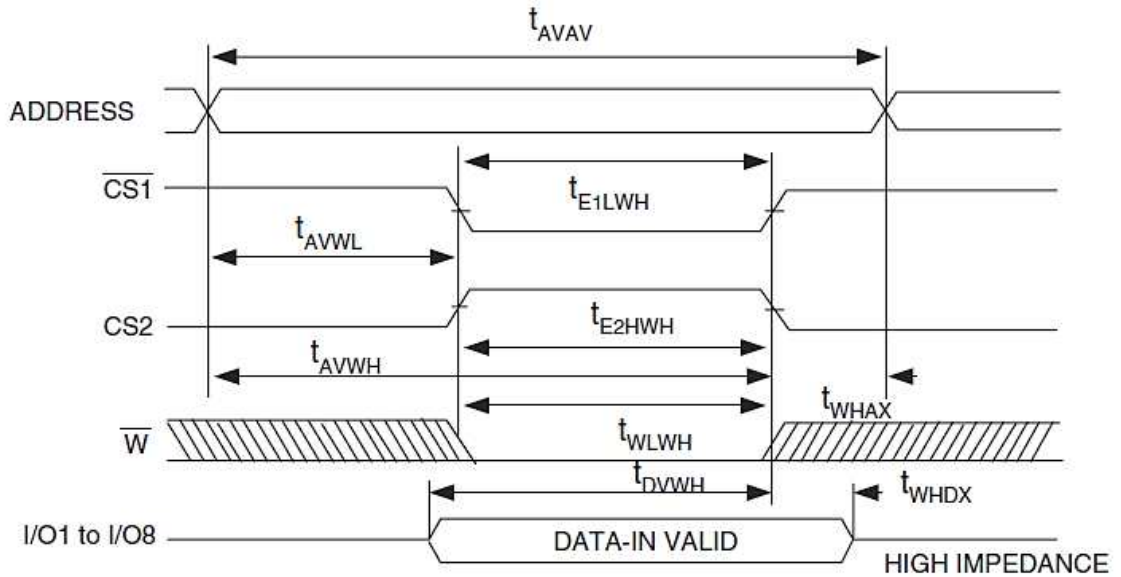 tAVAV
ADDRESS
CS1
tE1LWH
tAVWL
CS2
tE2HWH
tAVWH
tWHAX
W
tWLWH
tDVWH
tWHDX
I/O1 to I/O8
DATA-IN VALID
HIGH IMPEDANCE